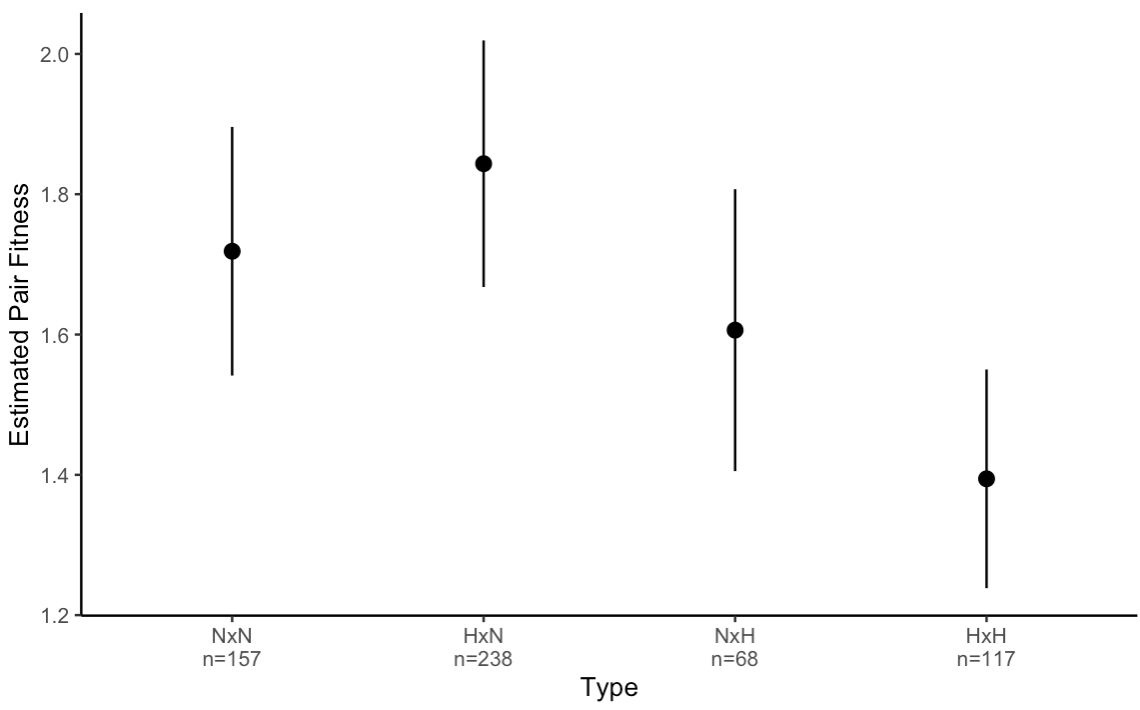 Estimated Pair Fitness
2.0
1.8
1.6
1.4
1.2
NxN HxN NxH HxH
n=157 n=238 n=68 n=117
Type